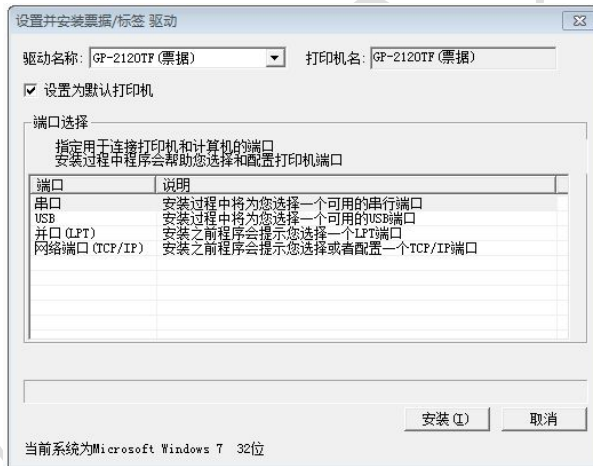 设置并安装票据/标签 驱动
驱动名称: GP-2120TF(票据) 打印机名: GP-2120TF(票据)
设置为默认打印机
端口选择
指定用于连接打印机和计算机的端口
安装过程中程序会帮助您选择和配置打印机端口
端口 说明
串口 安装过程中将为您选择一个可用的串行端口
USB 安装过程中将为您选择一个可用的USB端口
并口(LPT) 安装之前程序会提示您选择一个LPT端口
网络端口(TCP/IP) 安装之前程序会提示您选择或者配置一个TCP/IP端口
安装(I) 取消
当前系统为Microsoft Windows 7 32位